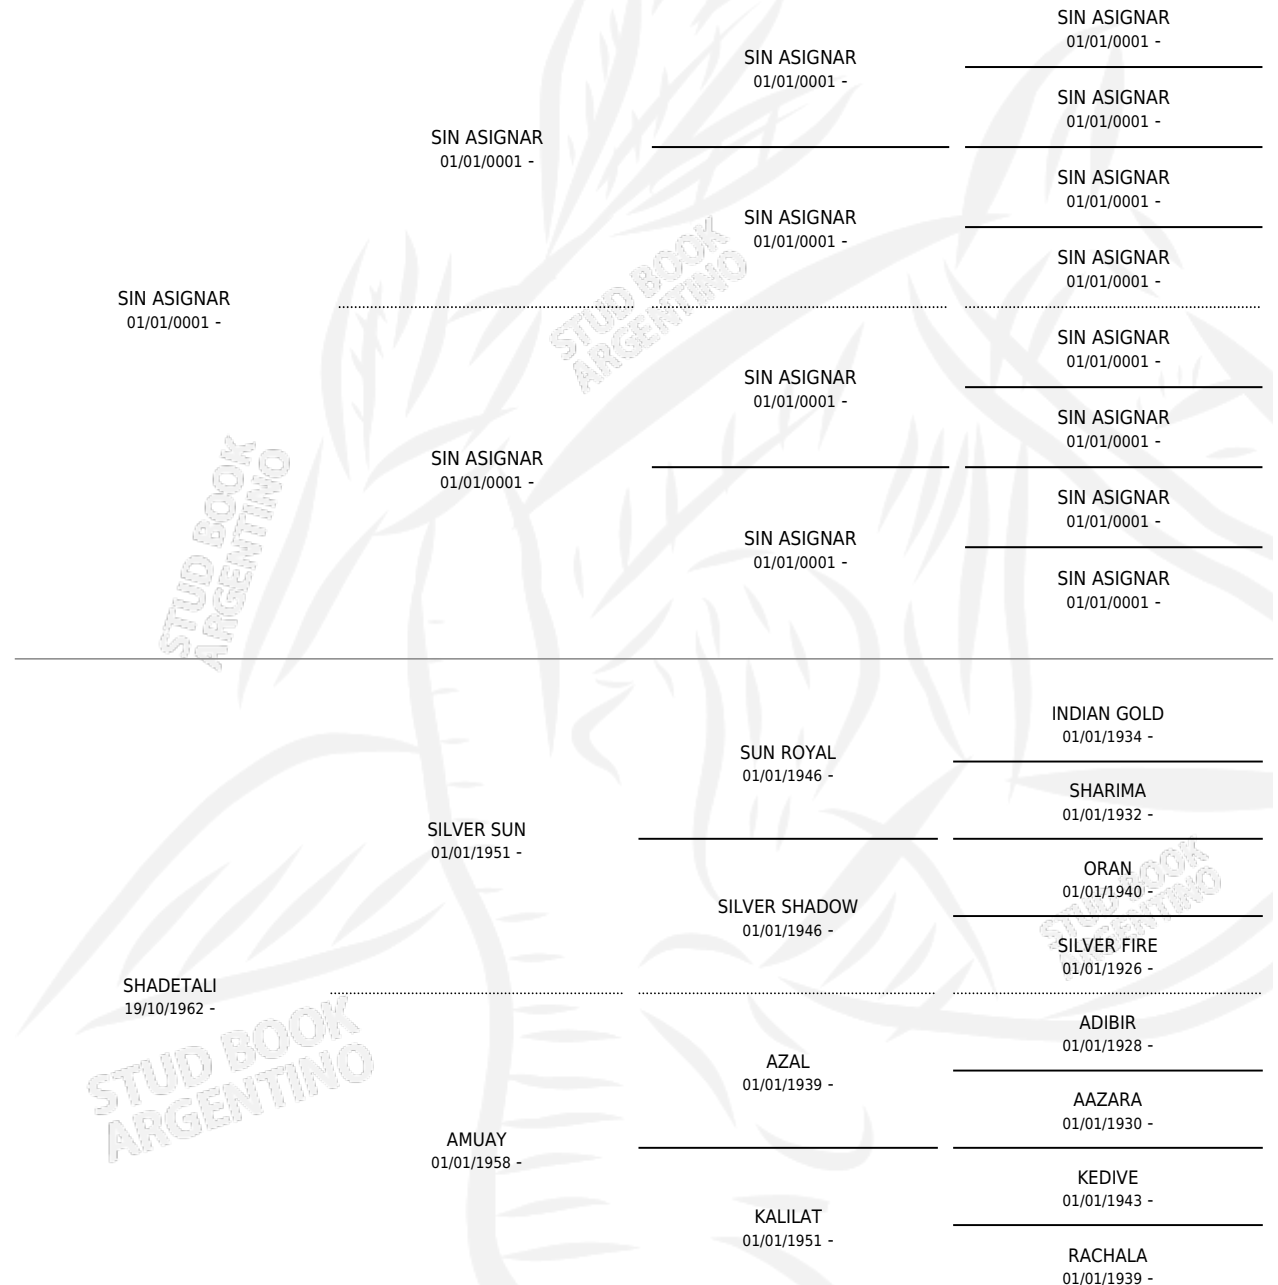 SIN ASIGNAR
01/01/0001 -
SIN ASIGNAR
01/01/0001 -
SIN ASIGNAR
01/01/0001 -
SIN ASIGNAR
01/01/0001 -
SIN ASIGNAR
01/01/0001 -
SIN ASIGNAR
01/01/0001 -
SIN ASIGNAR
01/01/0001 -
STUD BOOK
ARGENTINO
SIN ASIGNAR
01/01/0001 -
SIN ASIGNAR
01/01/0001 -
SIN ASIGNAR
01/01/0001 -
SIN ASIGNAR
01/01/0001 -
SIN ASIGNAR
01/01/0001 -
SIN ASIGNAR
01/01/0001 -
STUD BOOK
ARGENTINO
SIN ASIGNAR
01/01/0001 -
SIN ASIGNAR
01/01/0001 -
SIN ASIGNAR
01/01/0001 -
INDIAN GOLD
01/01/1934 -
SUN ROYAL
01/01/1946 -
SHARIMA
01/01/1932 -
SILVER SUN
01/01/1951 -
ORAN
01/01/1940 -
STUD BOOK
ARGENTINO
SILVER SHADOW
01/01/1946 -
SILVER FIRE
01/01/1926 -
SHADETALI
19/10/1962 -
STUD BOOK
ARGENTINO
ADIBIR
01/01/1928 -
AZAL
01/01/1939 -
AAZARA
01/01/1930 -
AMUAY
01/01/1958 -
KEDIVE
01/01/1943 -
KALILAT
01/01/1951 -
RACHALA
01/01/1939 -